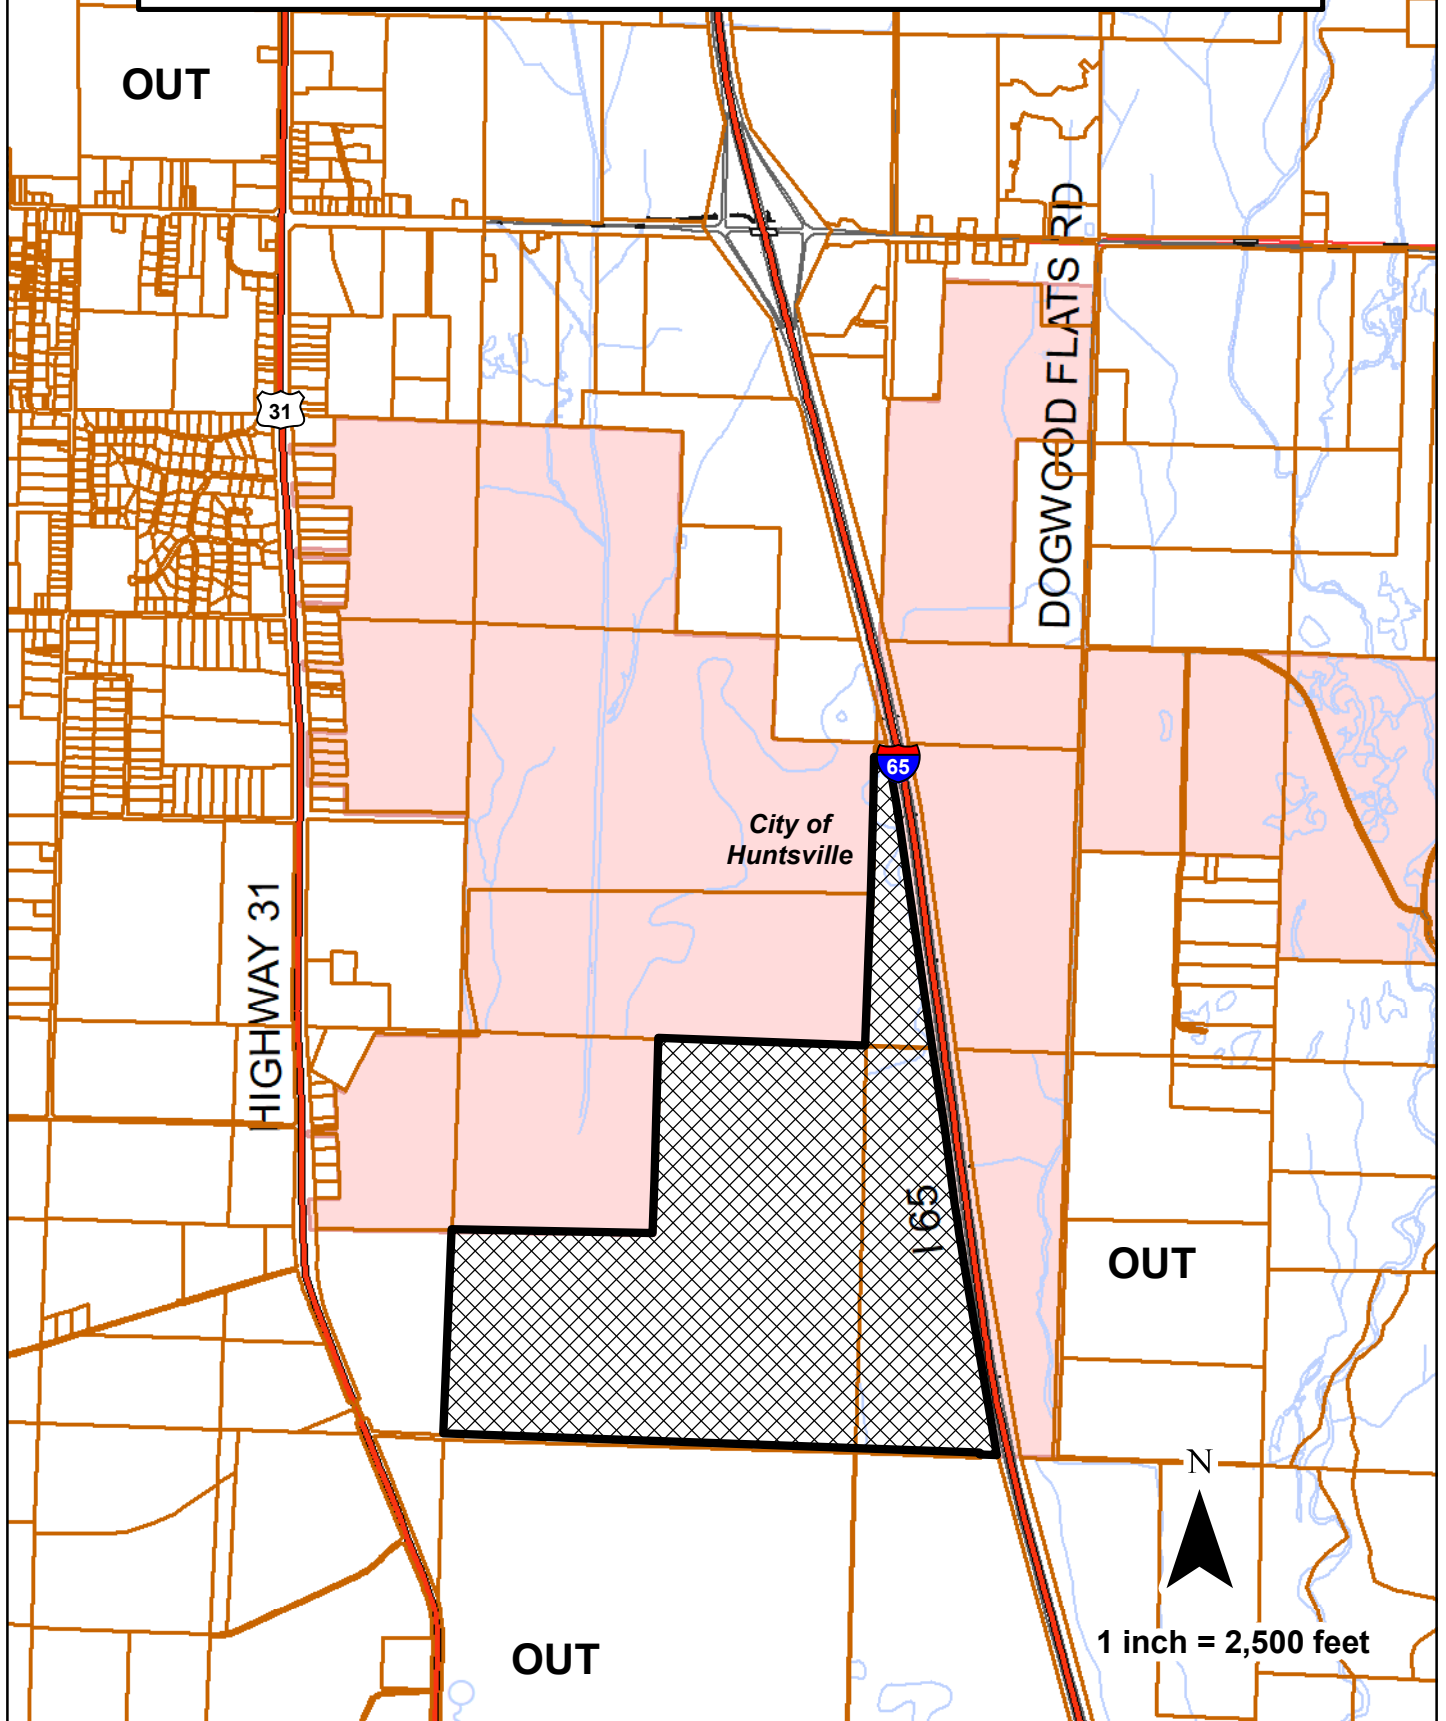 OUT
DOGWOOD FLATS RD
31
65
City of
Huntsville
HIGHWAY 31
I 65
OUT
N
1 inch = 2,500 feet
OUT